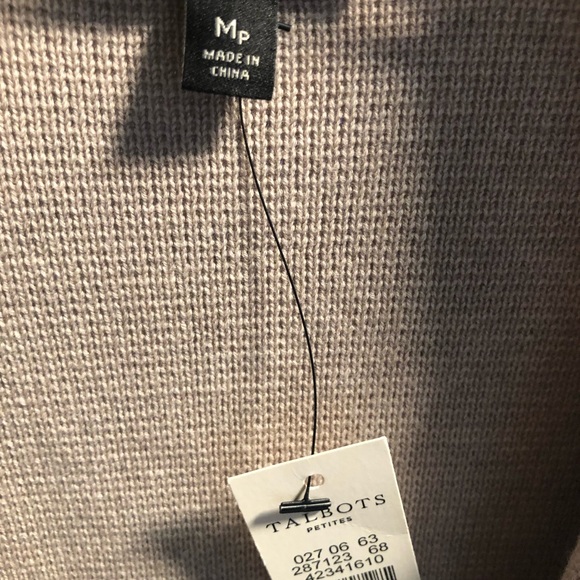 MP
MADE IN
CHINA
TALBOTS
PETITES
027 06 63
287123 68
42341610